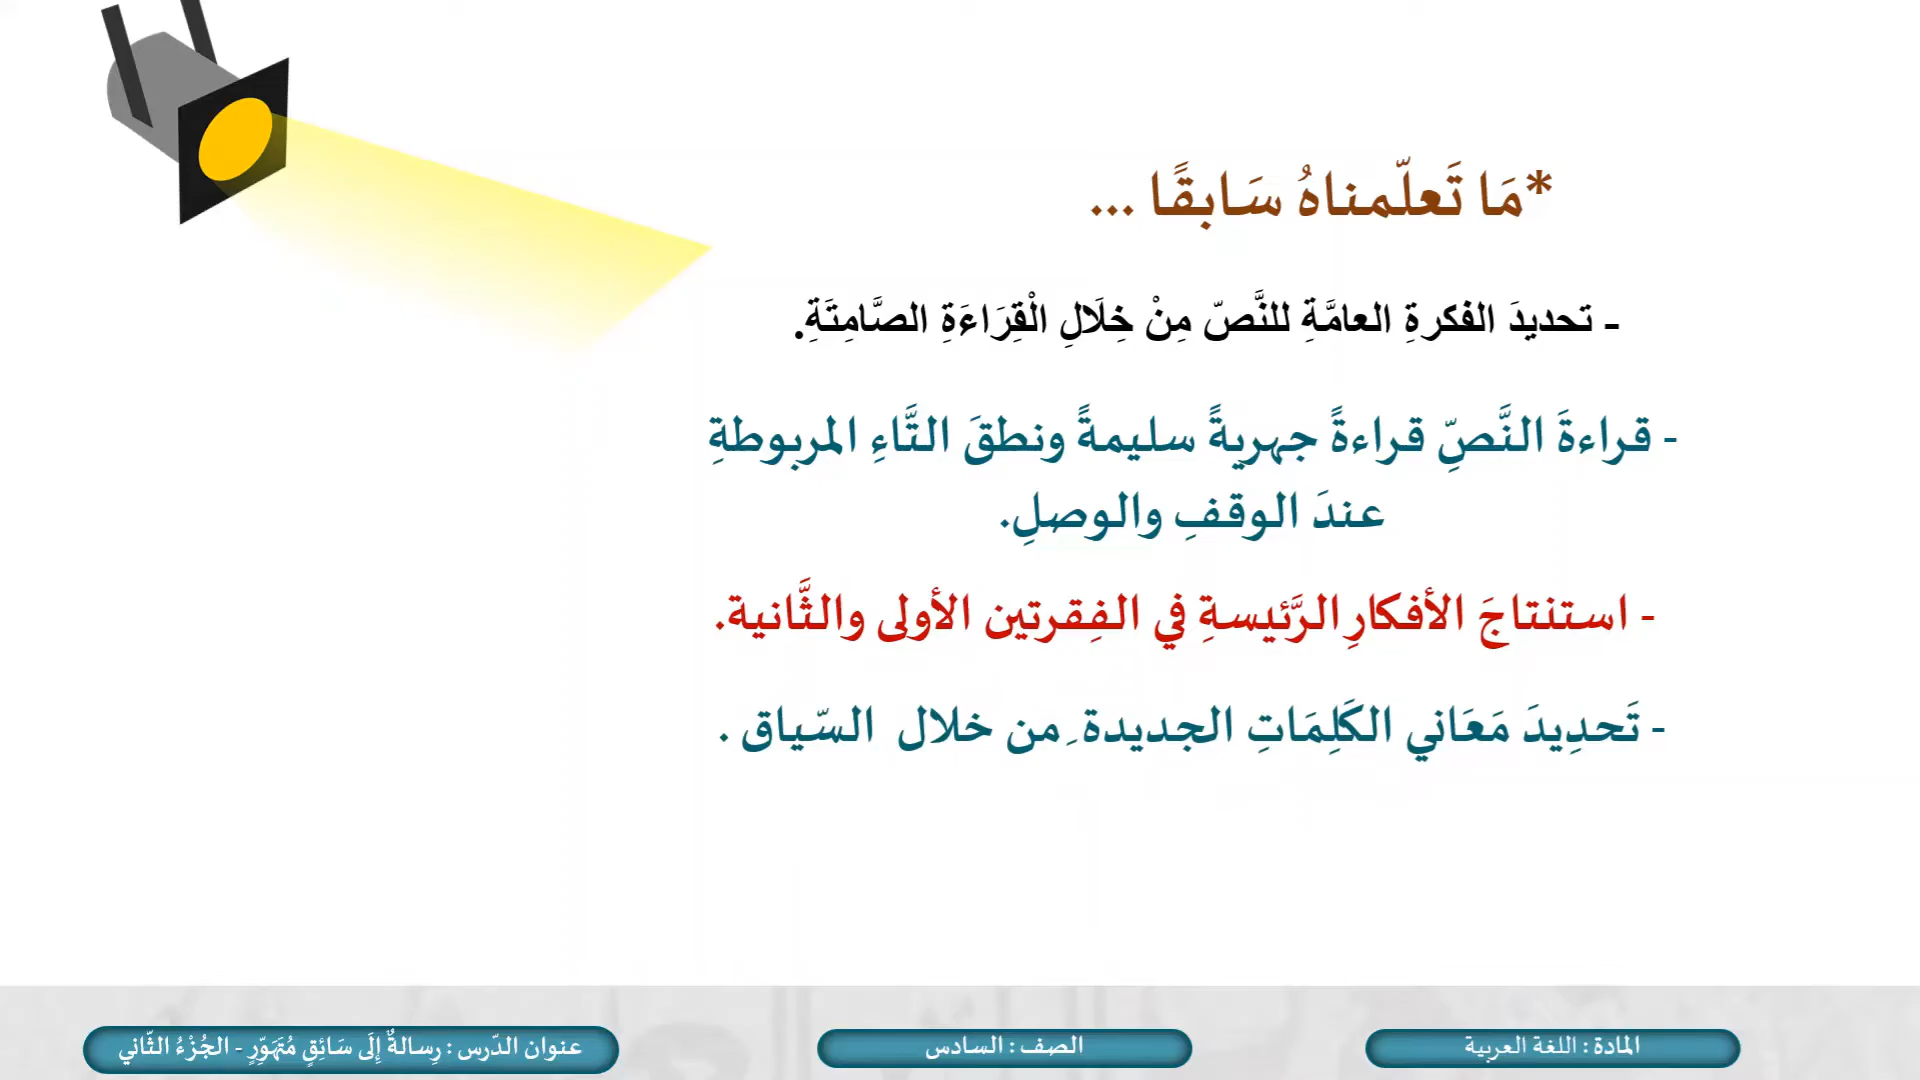 *مَا تَعلّمناهُ سَابقًا ...
- تحديدَ الفكرةِ العامَّةِ للنَّصّ مِنْ خِلَالِ الْقِرَاءَةِ الصَّامِتَةِ.
- قراءةَ النَّصِّ قراءةً جهريةً سليمةً ونطقَ التَّاءِ المربوطةِ
عندَ الوقفِ والوصلِ.
- استنتاجَ الأفكارِ الرَّئيسةِ في الفِقرتين الأولى والثَّانية.
- تَحدِيدَ مَعَاني الكَلِمَاتِ الجديدة ِمن خلال السّياق .
المادة : اللغة العربية
الصف : السادس
عنوان الدّرس : رِسالةٌ إِلَى سَائِقٍ مُتَهَوِّرٍ - الجُزْءُ الثّاني